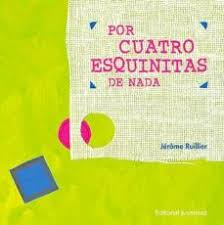 POR
CUATRO
ESQUINITAS
DE NADA
Jérôme Ruillier
Editorial Juventud